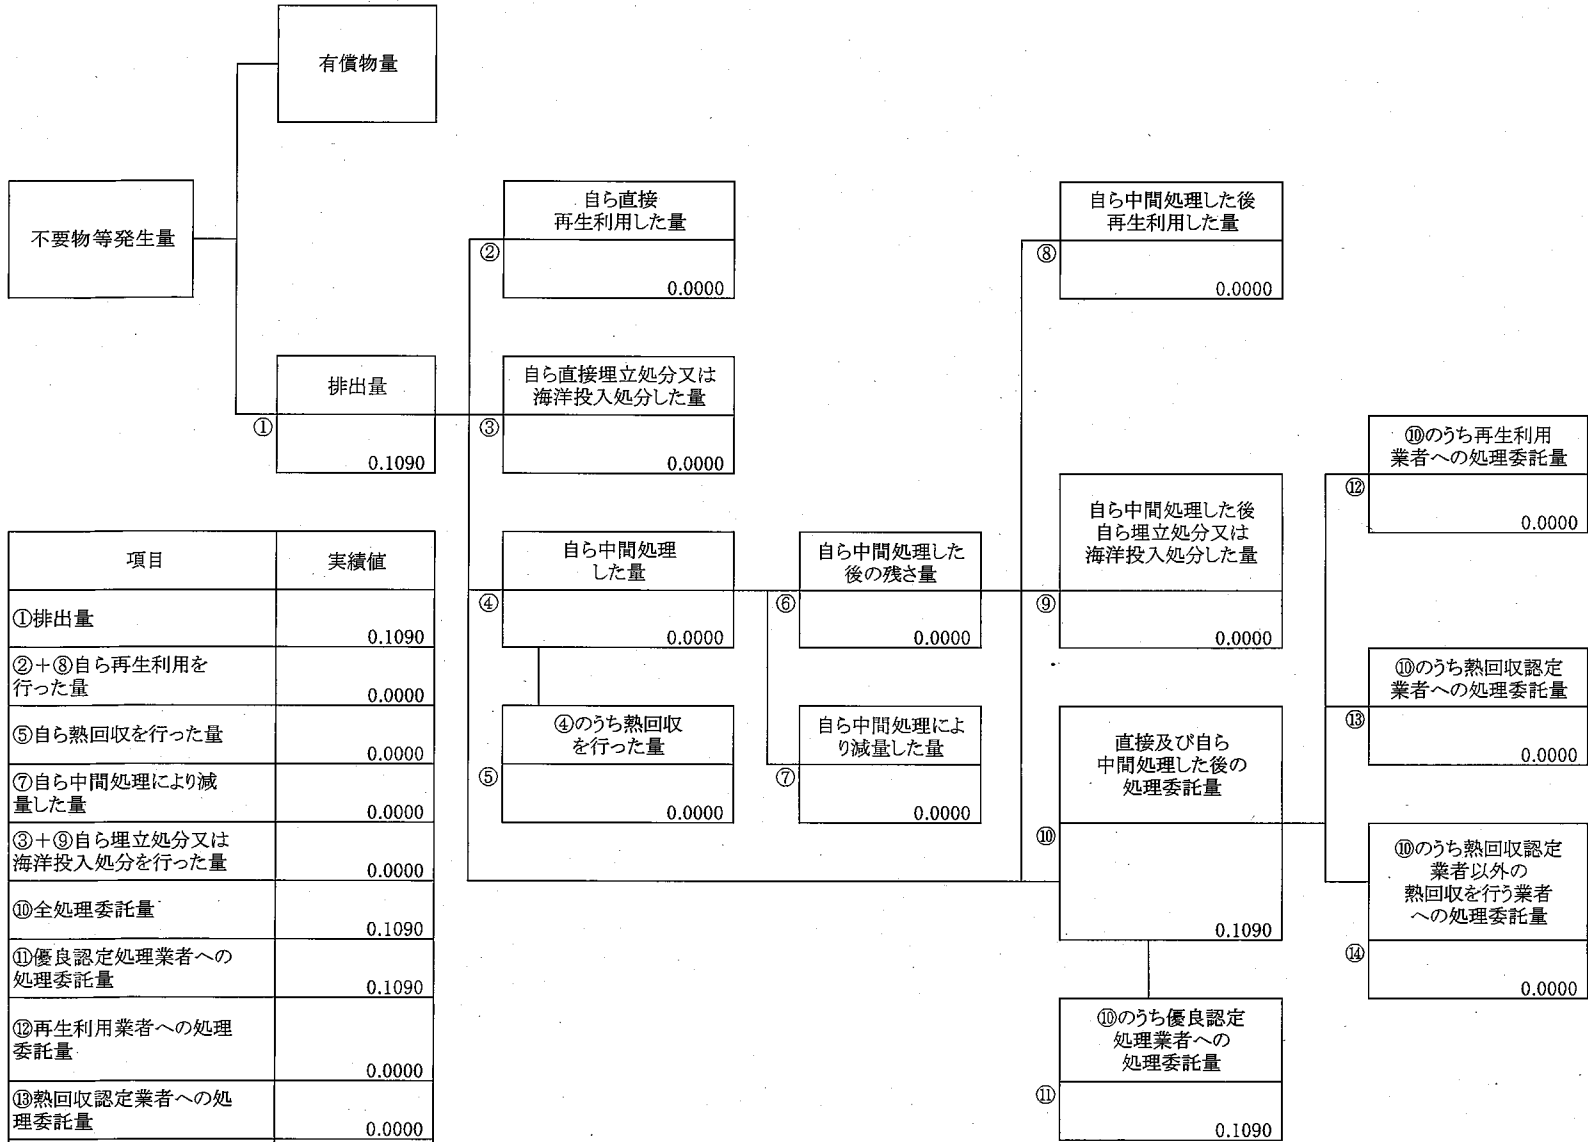 有償物量
不要物等発生量
自ら直接
再生利用した量
②
0.0000
自ら中間処理した後
再生利用した量
⑧
0.0000
排出量
①
0.1090
自ら直接埋立処分又は
海洋投入処分した量
③
0.0000
⑩のうち再生利用
業者への処理委託量
⑫
0.0000
自ら中間処理
した量
④
0.0000
自ら中間処理した
後の残さ量
⑥
0.0000
自ら中間処理した後
自ら埋立処分又は
海洋投入処分した量
⑨
0.0000
⑩のうち熱回収認定
業者への処理委託量
⑬
0.0000
④のうち熱回収
を行った量
⑤
0.0000
自ら中間処理によ
り減量した量
⑦
0.0000
直接及び自ら
中間処理した後の
処理委託量
⑩
0.1090
⑩のうち熱回収認定
業者以外の
熱回収を行う業者
への処理委託量
⑭
0.0000
⑩のうち優良認定
処理業者への
処理委託量
⑪
0.1090
項目 実績値
①排出量
0.1090
②+⑧自ら再生利用を
行った量
0.0000
⑤自ら熱回収を行った量
0.0000
⑦自ら中間処理により減
量した量
0.0000
③+⑨自ら埋立処分又は
海洋投入処分を行った量
0.0000
⑩全処理委託量
0.1090
⑪優良認定処理業者への
処理委託量
0.1090
⑫再生利用業者への処理
委託量
0.0000
⑬熱回収認定業者への処
理委託量
0.0000